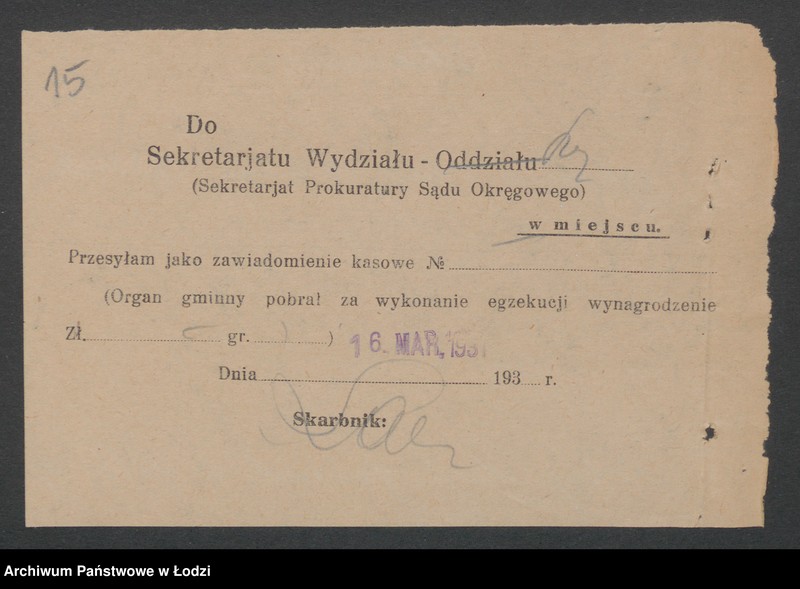 15
Do
Sekretarjatu Wydziału - Oddziału
(Sekretarjat Prokuratury Sądu Okręgowego)
w miejscu.
Przesyłam jako zawiadomienie kasowe №
(Organ gminny pobrał za wykonanie egzekucji wynagrodzenie
Zł. gr. )
16. MAR, 193
Dnia 193 r.
Skarbnik:
Archiwum Państwowe w Łodzi